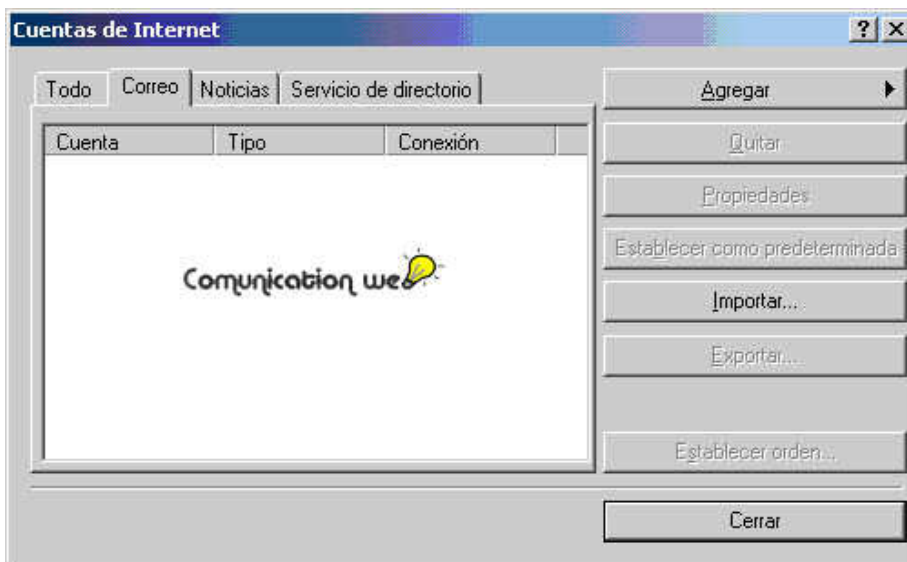 Cuentas de Internet
Todo Correo Noticias Servicio de directorio
Cuenta Tipo Conexión
Comunication web
Agregar
Quitar
Propiedades
Establecer como predeterminada
Importar...
Exportar...
Establecer orden...
Cerrar